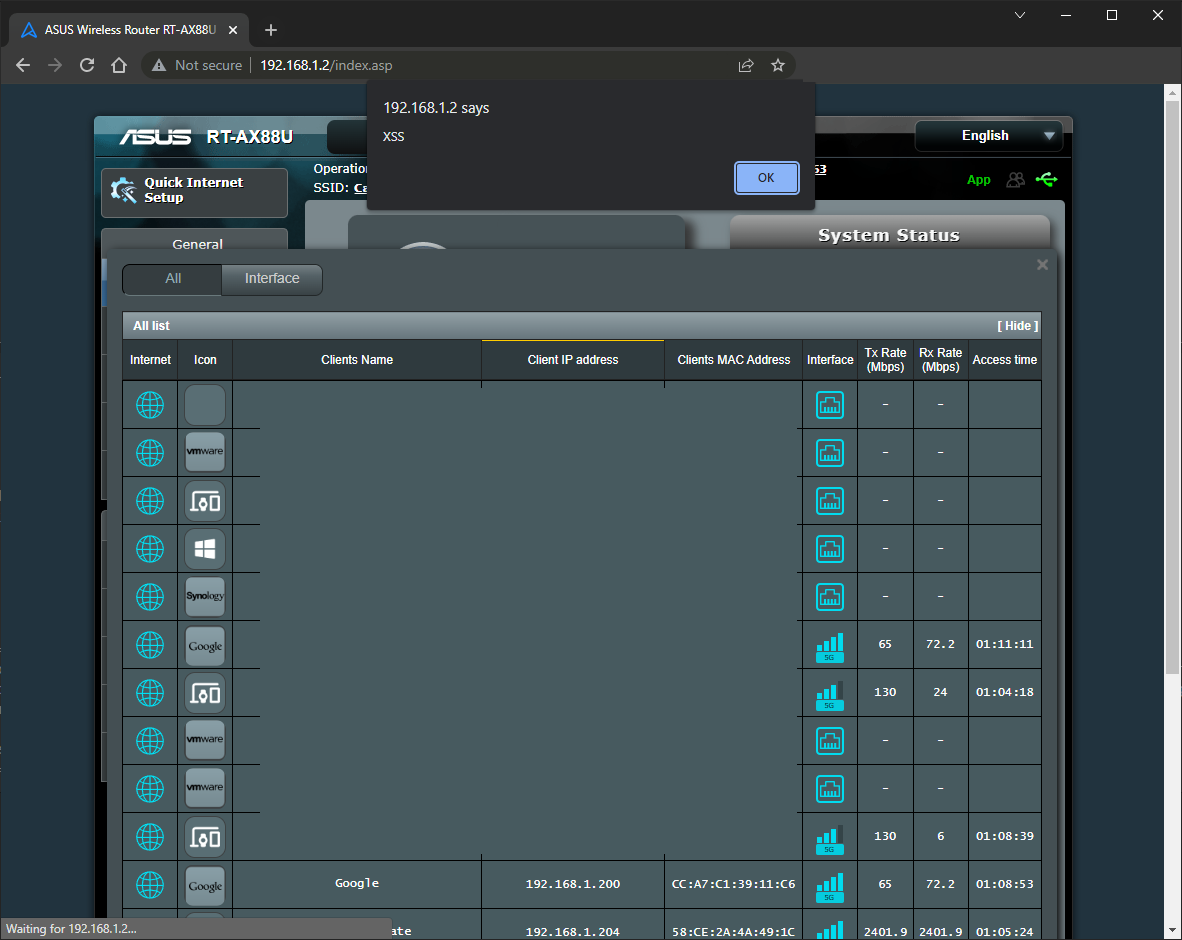 ASUS Wireless Router RT-AX88U
Not secure
192.168.1.2/index.asp
192.168.1.2 says
XSS
OK
ASUS RT-AX88U
English
Quick Internet
Setup
SSID:
53
App
General
System Status
All
Interface
All list
[ Hide ]
Internet
Icon
Clients Name
Client IP address
Clients MAC Address
Interface
Tx Rate
(Mbps)
Rx Rate
(Mbps)
Access time
- -
vmware - -
- -
- -
Synology - -
Google 5G 65 72.2 01:11:11
5G 130 24 01:04:18
vmware - -
vmware - -
5G 130 6 01:08:39
Google Google 192.168.1.200 CC:A7:C1:39:11:C6 5G 65 72.2 01:08:53
ate 192.168.1.204 58:CE:2A:4A:49:1C 2401.9 2401.9 01:05:24
Waiting for 192.168.1.2...